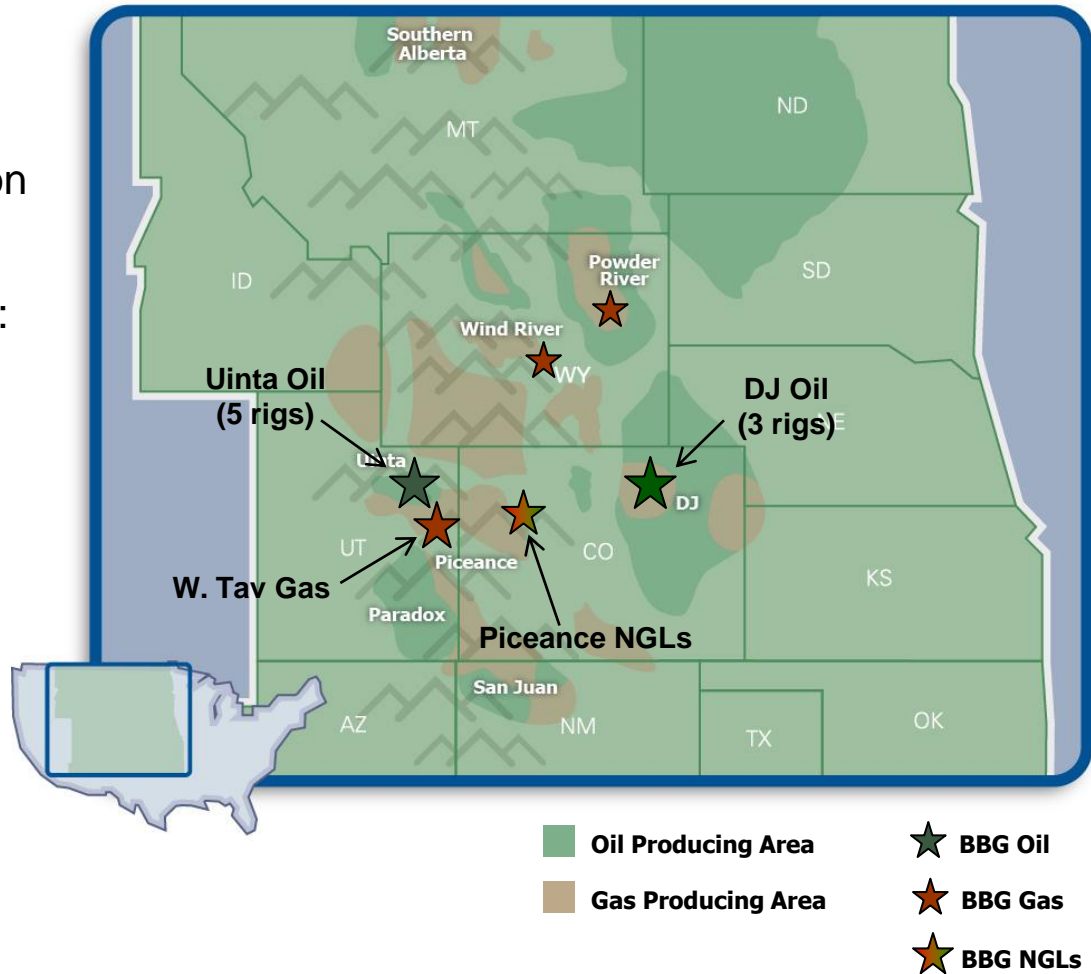 on
:
Southern
Alberta
MT
ND
ID
SD
Powder
River
Wind River
WY
Uinta Oil
(5 rigs)
DJ Oil
(3 rigs)
NE
Uinta
DJ
UT
Piceance
CO
KS
W. Tav Gas
Paradox
Piceance NGLs
San Juan
AZ
NM
TX
OK
Oil Producing Area
BBG Oil
Gas Producing Area
BBG Gas
BBG NGLs